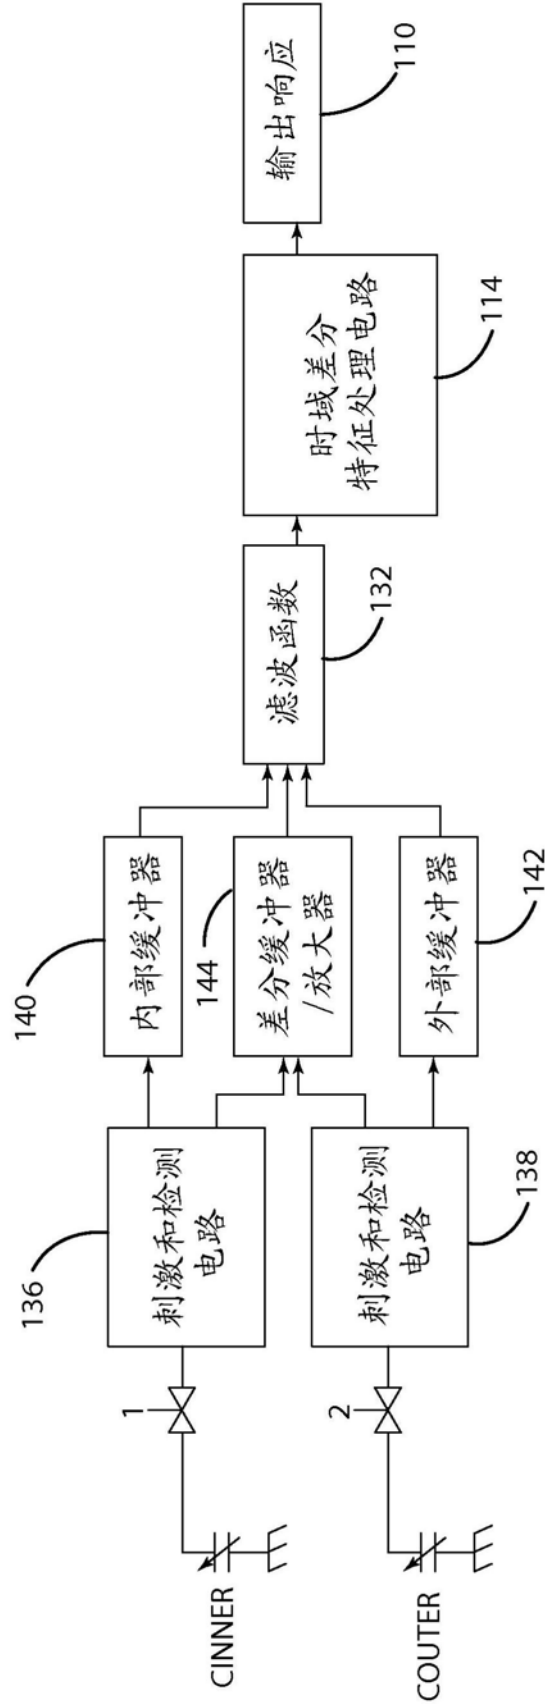 CINNER
1
刺激和检测
电路
136
内部缓冲器
140
差分缓冲器
/放大器
144
COUTER
2
刺激和检测
电路
138
外部缓冲器
142
滤波函数
132
时域差分
特征处理电路
114
输出响应
110